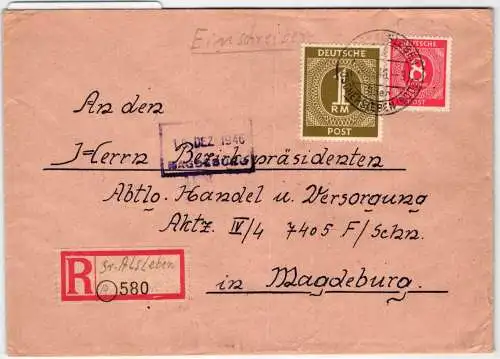 Einschreiben
DEUTSCHE
1
RM
POST
DEUTSCHE
8
POST
An den
DEZ. 1946
MAGDEBURG
Herrn Bezirkspräsidenten
Abtlg. Handel u. Versorgung
Aktz. IV/4 7405 F/Schn.
in Magdeburg.
R
Gr. Alsleben
580